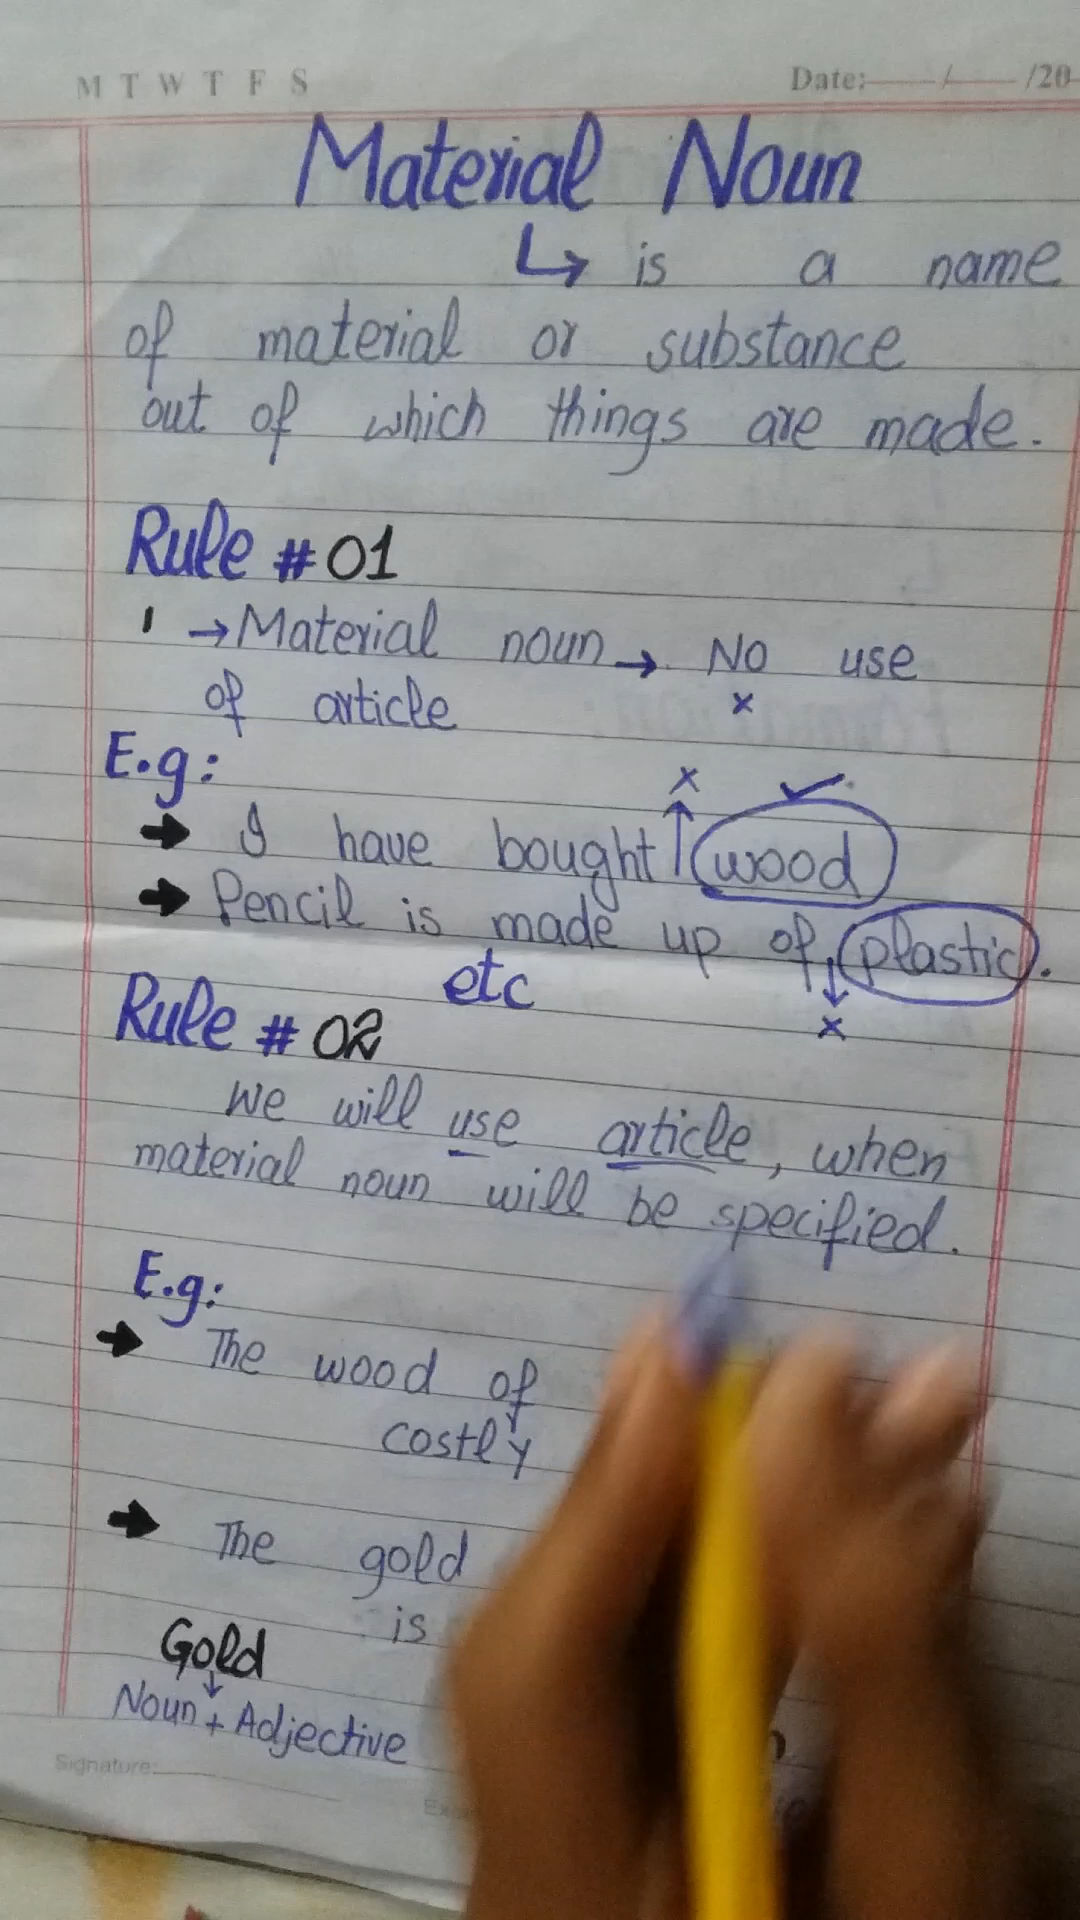 M T W T F S Date: / /20
Material Noun
↳ is a name
of material or substance
out of which things are made.
Rule # 01
1 → Material noun → No use
of article ×
E.g:
× ✓
➡ I have bought ↑ wood
➡ Pencil is made up of, plastic.
etc ↓
×
Rule # 02
We will use article, when
material noun will be specified.
E.g:
➡ The wood of
costly
➡ The gold
is
Gold
↓
Noun + Adjective
Signature: